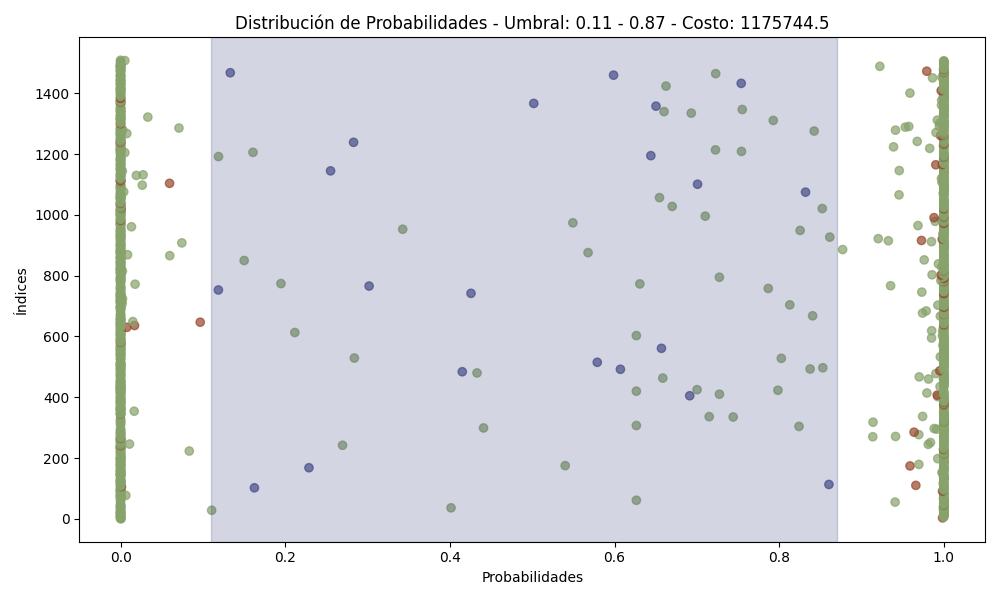 Distribución de Probabilidades - Umbral: 0.11 - 0.87 - Costo: 1175744.5
Índices
1400
1200
1000
800
600
400
200
0
0.0 0.2 0.4 0.6 0.8 1.0
Probabilidades